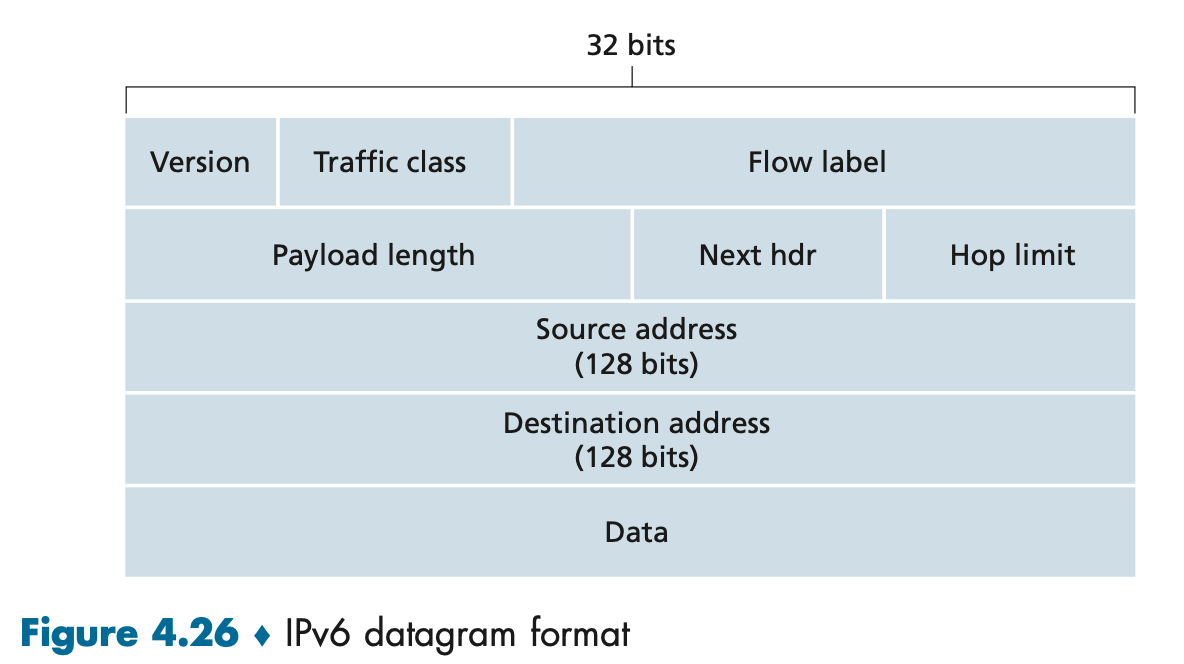 32 bits
Version Traffic class Flow label
Payload length Next hdr Hop limit
Source address
(128 bits)
Destination address
(128 bits)
Data
Figure 4.26 ♦ IPv6 datagram format